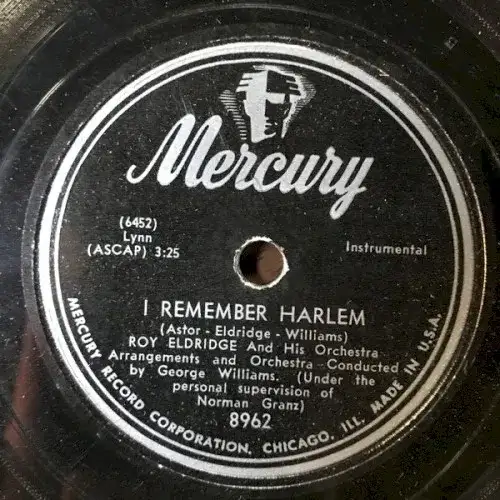 Mercury
(6452)
Lynn
(ASCAP) 3:25
Instrumental
I REMEMBER HARLEM
(Astor - Eldridge - Williams)
ROY ELDRIDGE And His Orchestra
Arrangements and Orchestra Conducted
by George Williams. (Under the
personal supervision of
Norman Granz)
8962
MERCURY RECORD CORPORATION, CHICAGO, ILL. MADE IN U.S.A.